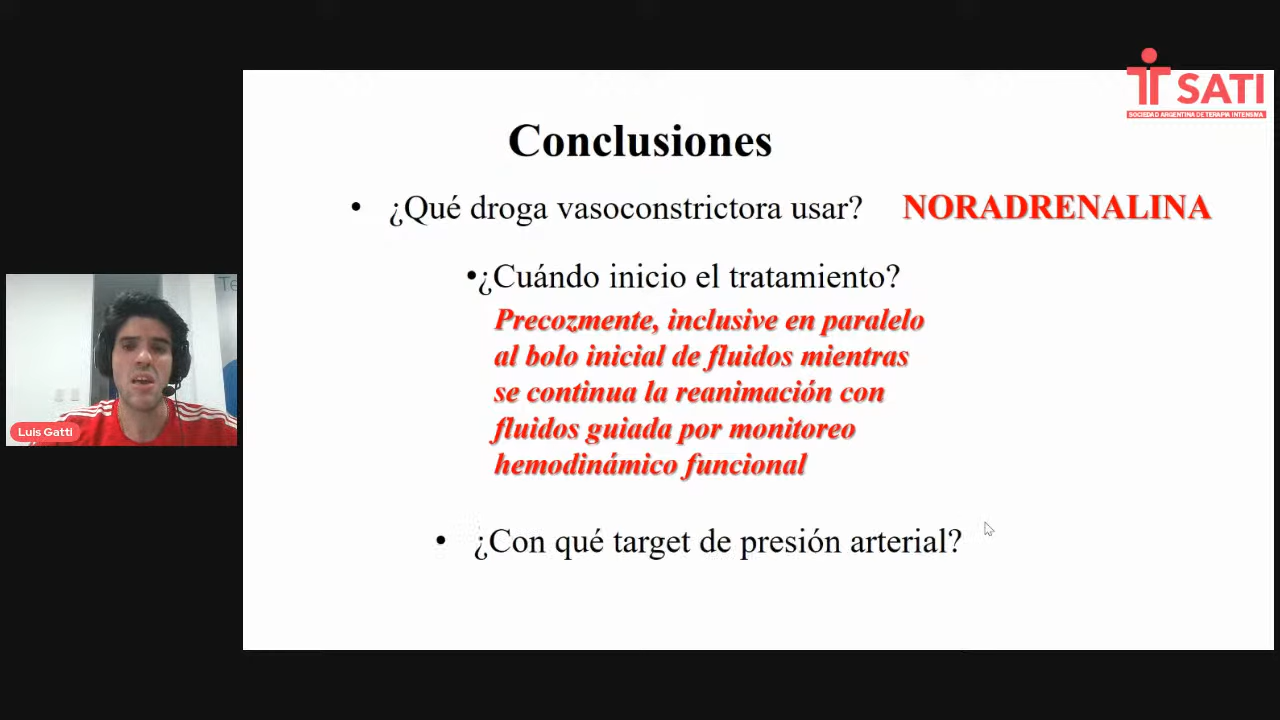 SATI
SOCIEDAD ARGENTINA DE TERAPIA INTENSIVA
Conclusiones
• ¿Qué droga vasoconstrictora usar? NORADRENALINA
•¿Cuándo inicio el tratamiento?
Precozmente, inclusive en paralelo
al bolo inicial de fluidos mientras
se continua la reanimación con
fluidos guiada por monitoreo
hemodinámico funcional
• ¿Con qué target de presión arterial?
Te
Luis Gatti